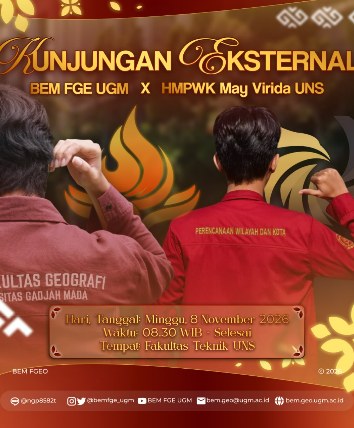 KUNJUNGAN EKSTERNAL
BEM FGE UGM X HMPWK May Virida UNS
PERENCANAAN WILAYAH DAN KOTA
KULTAS GEOGRAFI
SITAS GADJAH MADA
Hari, Tanggal: Minggu, 8 November 2026
Waktu: 08.30 WIB - Selesai
Tempat: Fakultas Teknik UNS
BEM FGEO
@ngp8592t @bemfge_ugm BEM FGE UGM bem.geo@ugm.ac.id bem.geo.ugm.ac.id